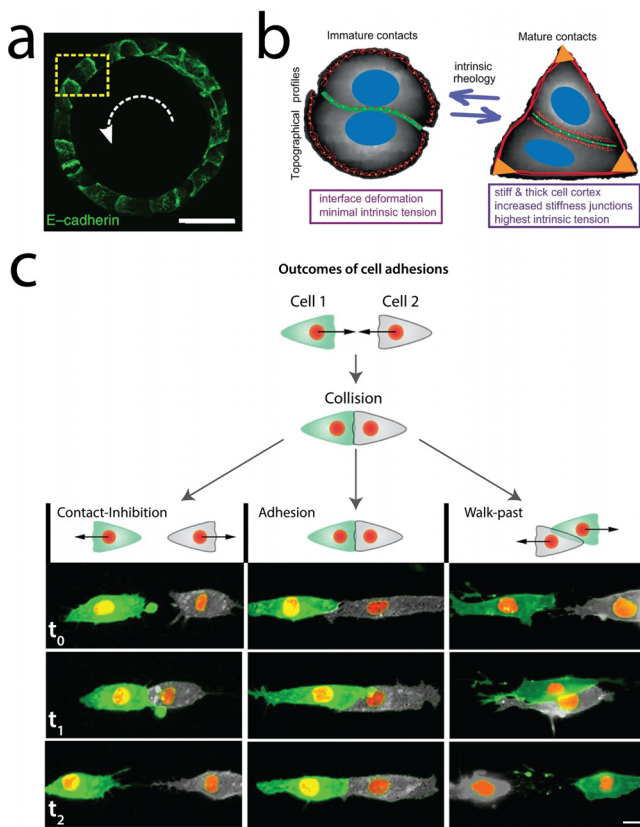 a
E–cadherin
b
Immature contacts
Mature contacts
Topographical profiles
intrinsic
rheology
interface deformation
minimal intrinsic tension
stiff & thick cell cortex
increased stiffness junctions
highest intrinsic tension
c
Outcomes of cell adhesions
Cell 1
Cell 2
Collision
Contact-Inhibition
Adhesion
Walk-past
t0
t1
t2